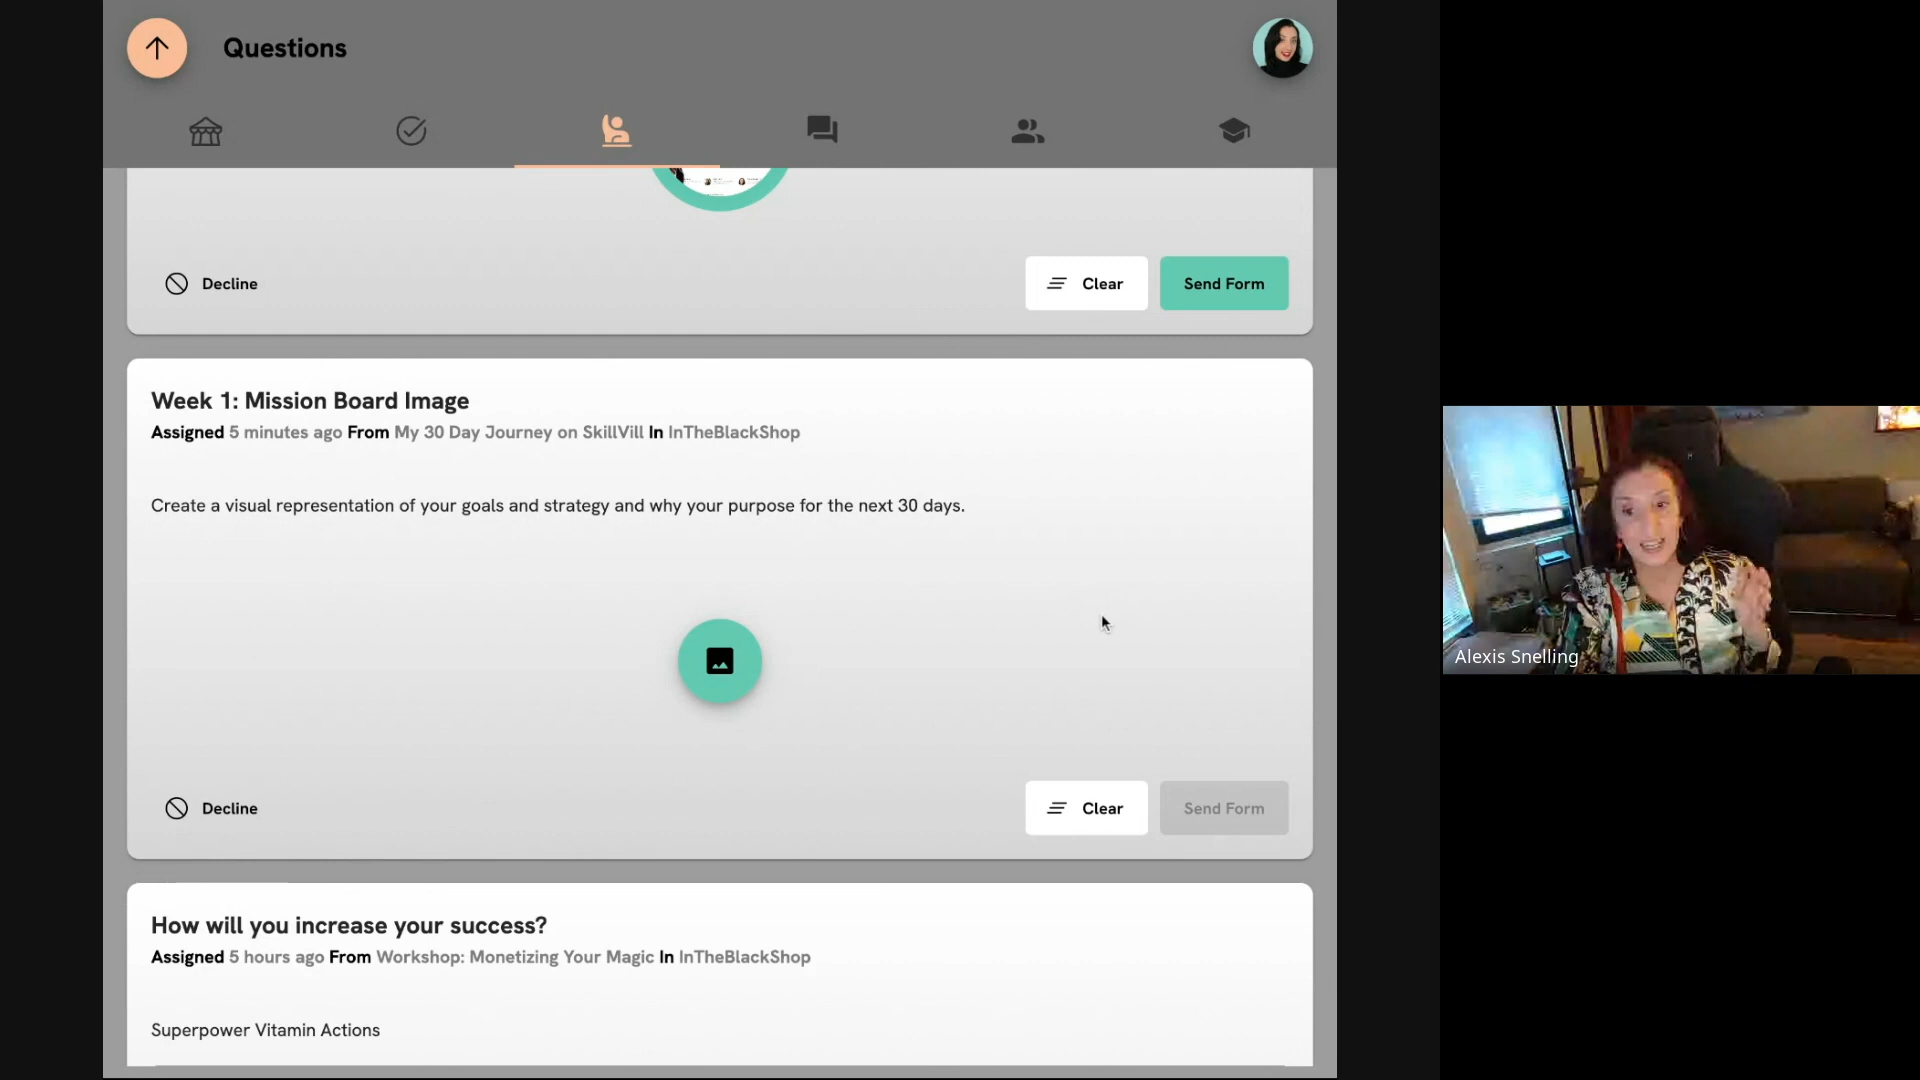 Questions
Decline
Clear
Send Form
Week 1: Mission Board Image
Assigned 5 minutes ago From My 30 Day Journey on SkillVill In InTheBlackShop
Create a visual representation of your goals and strategy and why your purpose for the next 30 days.
Decline
Clear
Send Form
Alexis Snelling
How will you increase your success?
Assigned 5 hours ago From Workshop: Monetizing Your Magic In InTheBlackShop
Superpower Vitamin Actions